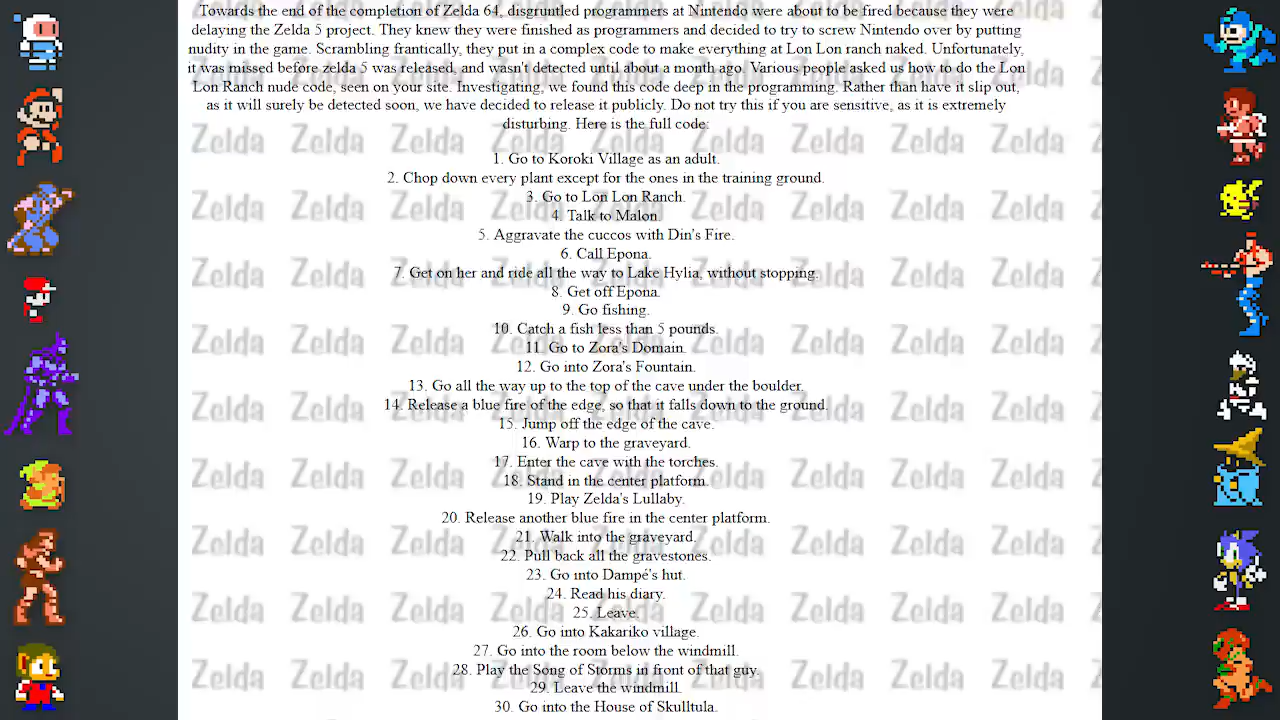 Towards the end of the completion of Zelda 64, disgruntled programmers at Nintendo were about to be fired because they were
delaying the Zelda 5 project. They knew they were reputed as programmers and decided to try to screw Nintendo over by putting
nudity in the game. Scrambling frantically, they put in a complex code to make everything at Lon Lon ranch naked. Unfortunately,
it was missed before zelda 5 was released, and wasn't detected until about a month ago. Various people asked us how to do the Lon
Lon Ranch nude code, seen on your site. Investigating, we found this code deep in the programming. Rather than have it slip out,
as it will surely be detected soon, we have decided to release it publicly. Do not try this if you are sensitive, as it is extremely
disturbing. Here is the full code:
1. Go to Koroki Village as an adult.
2. Chop down every plant except for the ones in the training ground.
3. Go to Lon Lon Ranch.
4. Talk to Malon.
5. Aggravate the cuccos with Din's Fire.
6. Call Epona.
7. Get on her and ride all the way to Lake Hylia, without stopping.
8. Get off Epona.
9. Go fishing.
10. Catch a fish less than 5 pounds.
11. Go to Zora's Domain.
12. Go into Zora's Fountain.
13. Go all the way up to the top of the cave under the boulder.
14. Release a blue fire on the edge, so that it falls down to the ground.
15. Jump off the edge of the cave.
16. Warp to the graveyard.
17. Enter the cave with the torches.
18. Stand in the center platform.
19. Play Zelda's Lullaby.
20. Release another blue fire in the center platform.
21. Walk into the graveyard.
22. Pull back all the gravestones.
23. Go into Dampé's hut.
24. Read his diary.
25. Leave.
26. Go into Kakariko village.
27. Go into the room below the windmill.
28. Play the Song of Storms in front of that guy.
29. Leave the windmill.
30. Go into the House of Skulltula.